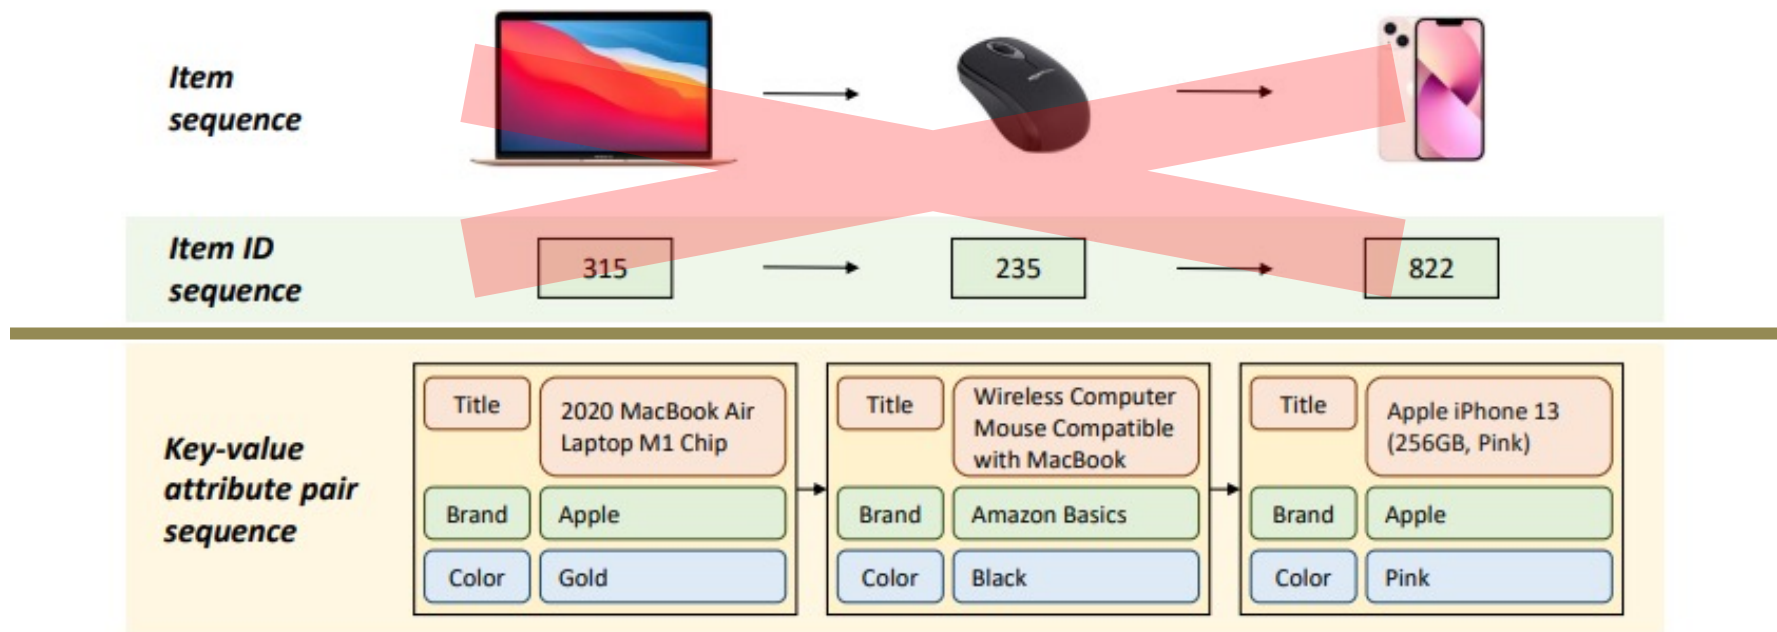 Item
sequence
Item ID
sequence
315
235
822
Key-value
attribute pair
sequence
Title
2020 MacBook Air
Laptop M1 Chip
Brand
Apple
Color
Gold
Title
Wireless Computer
Mouse Compatible
with MacBook
Brand
Amazon Basics
Color
Black
Title
Apple iPhone 13
(256GB, Pink)
Brand
Apple
Color
Pink